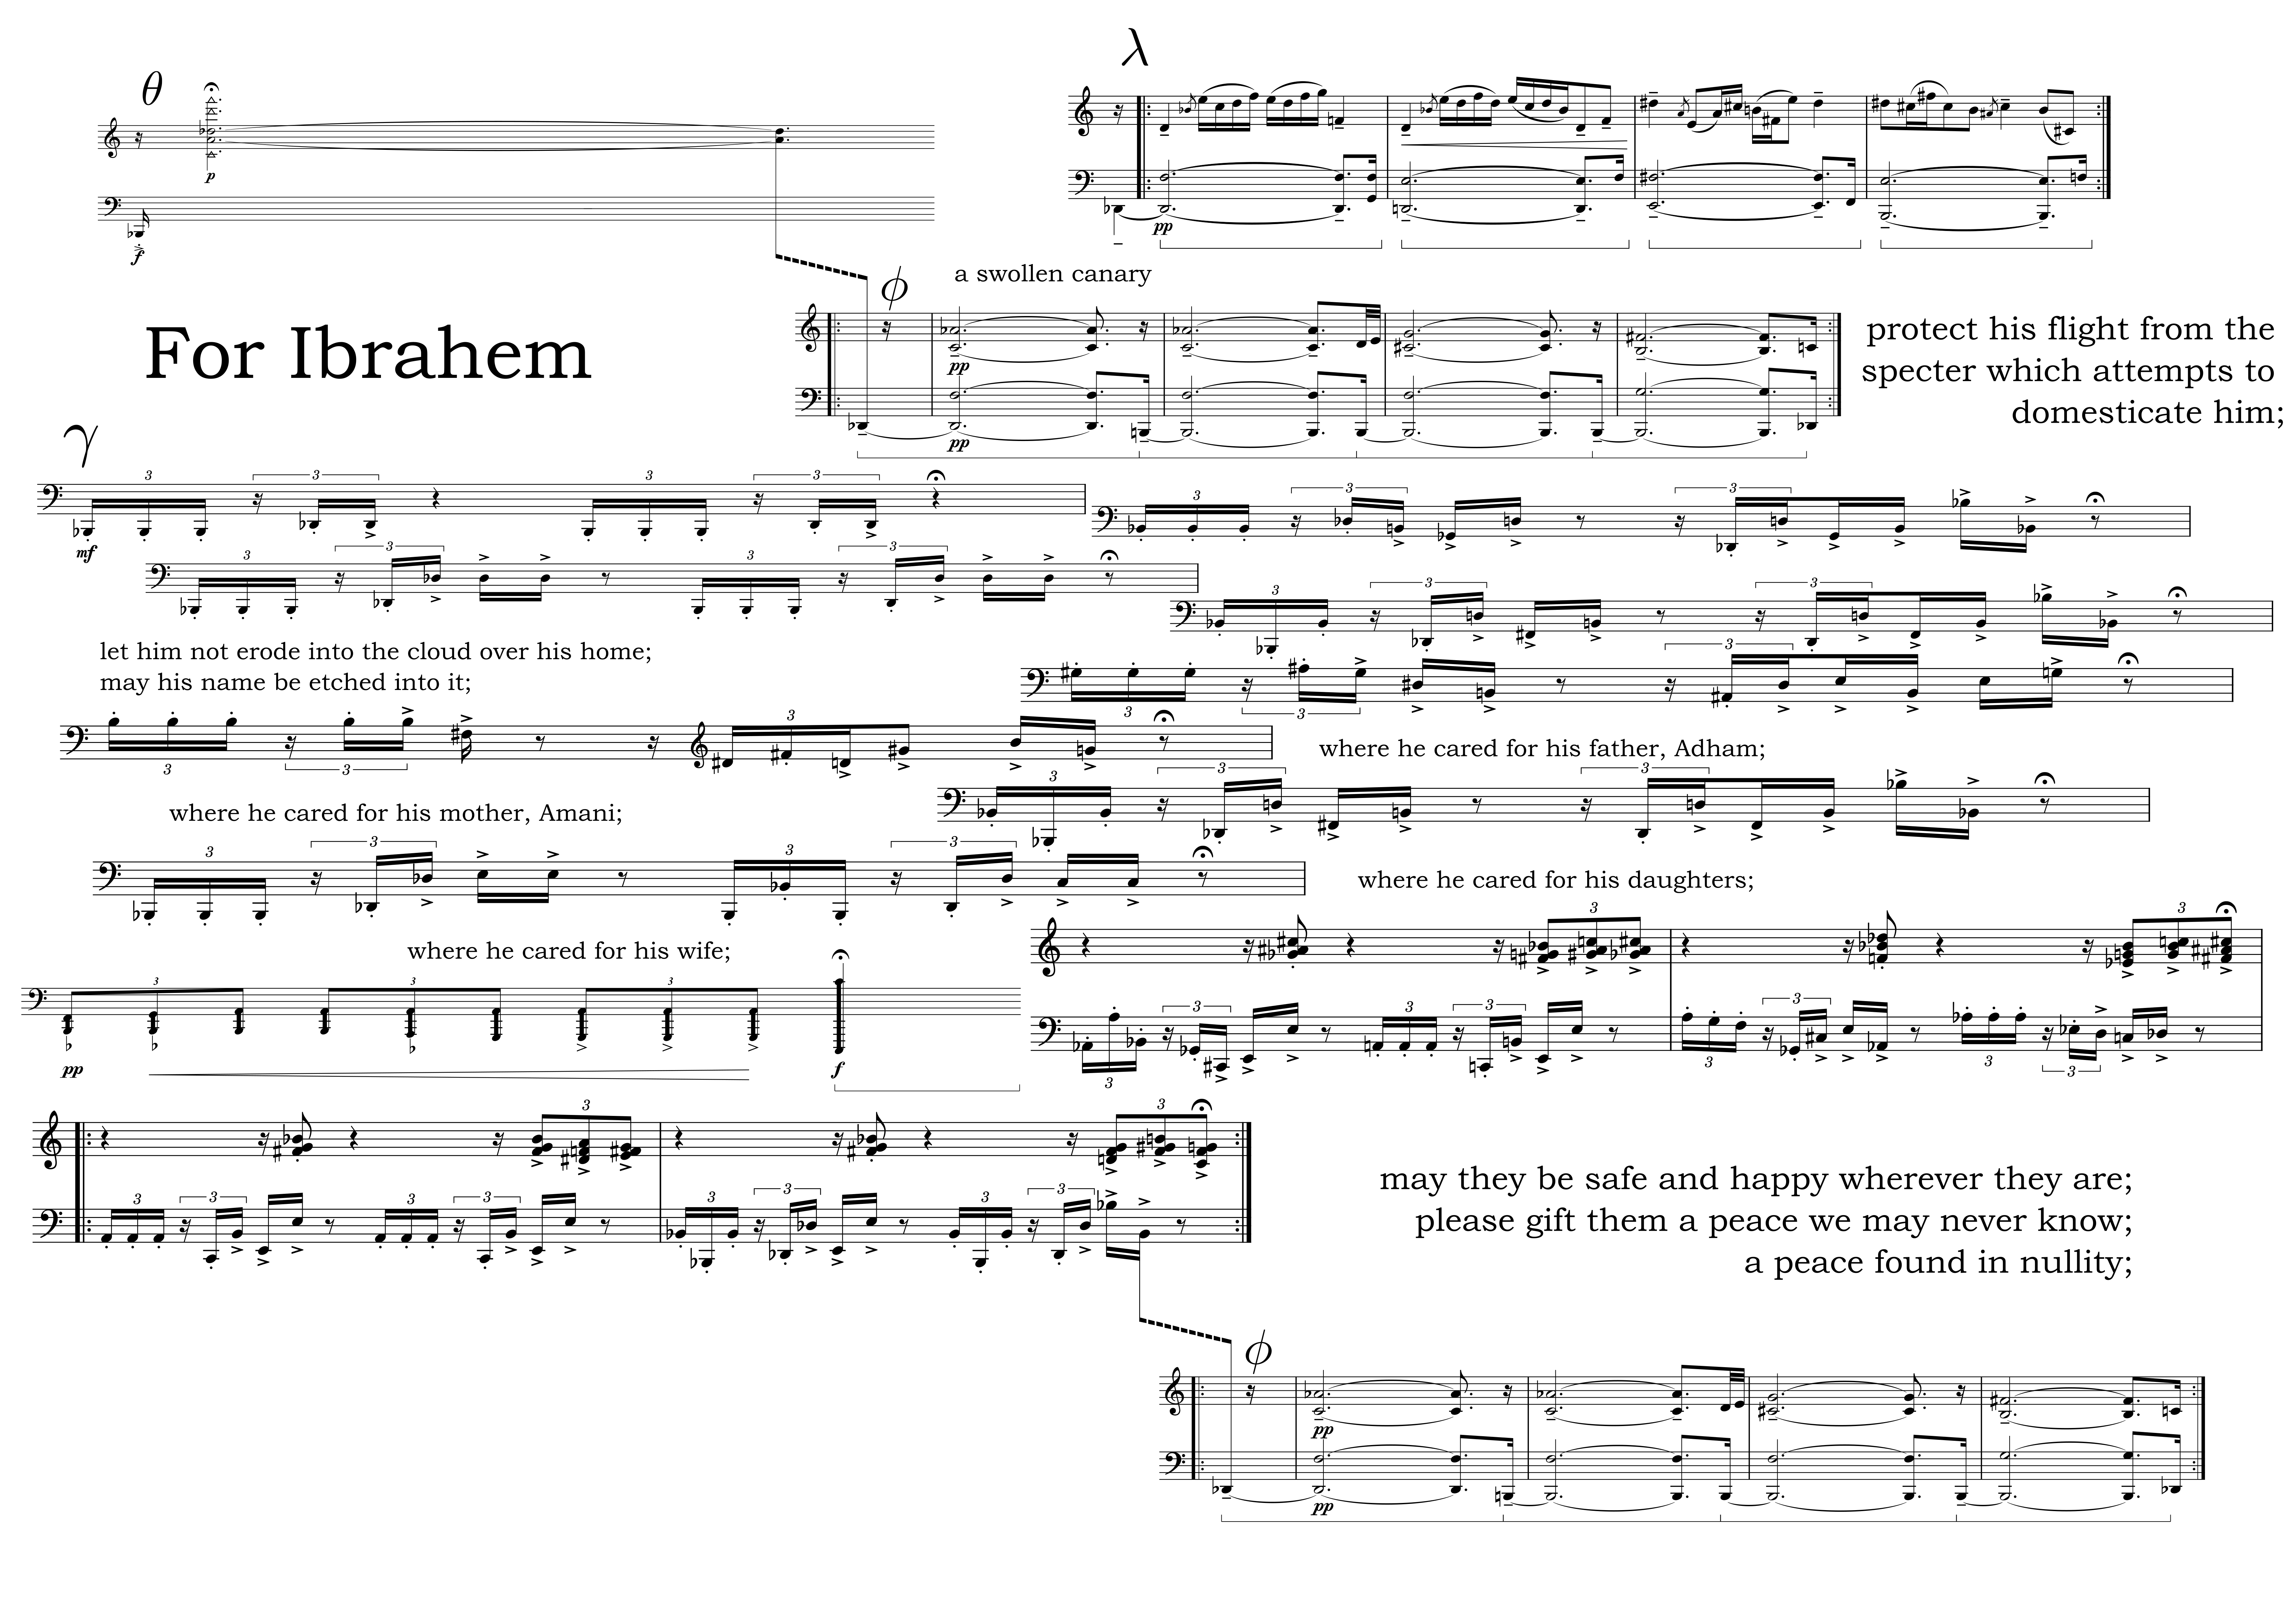 θ
λ
a swollen canary
ϕ
For Ibrahem
protect his flight from the
specter which attempts to
domesticate him;
γ
let him not erode into the cloud over his home;
may his name be etched into it;
where he cared for his father, Adham;
where he cared for his mother, Amani;
where he cared for his daughters;
where he cared for his wife;
may they be safe and happy wherever they are;
please gift them a peace we may never know;
a peace found in nullity;
ϕ